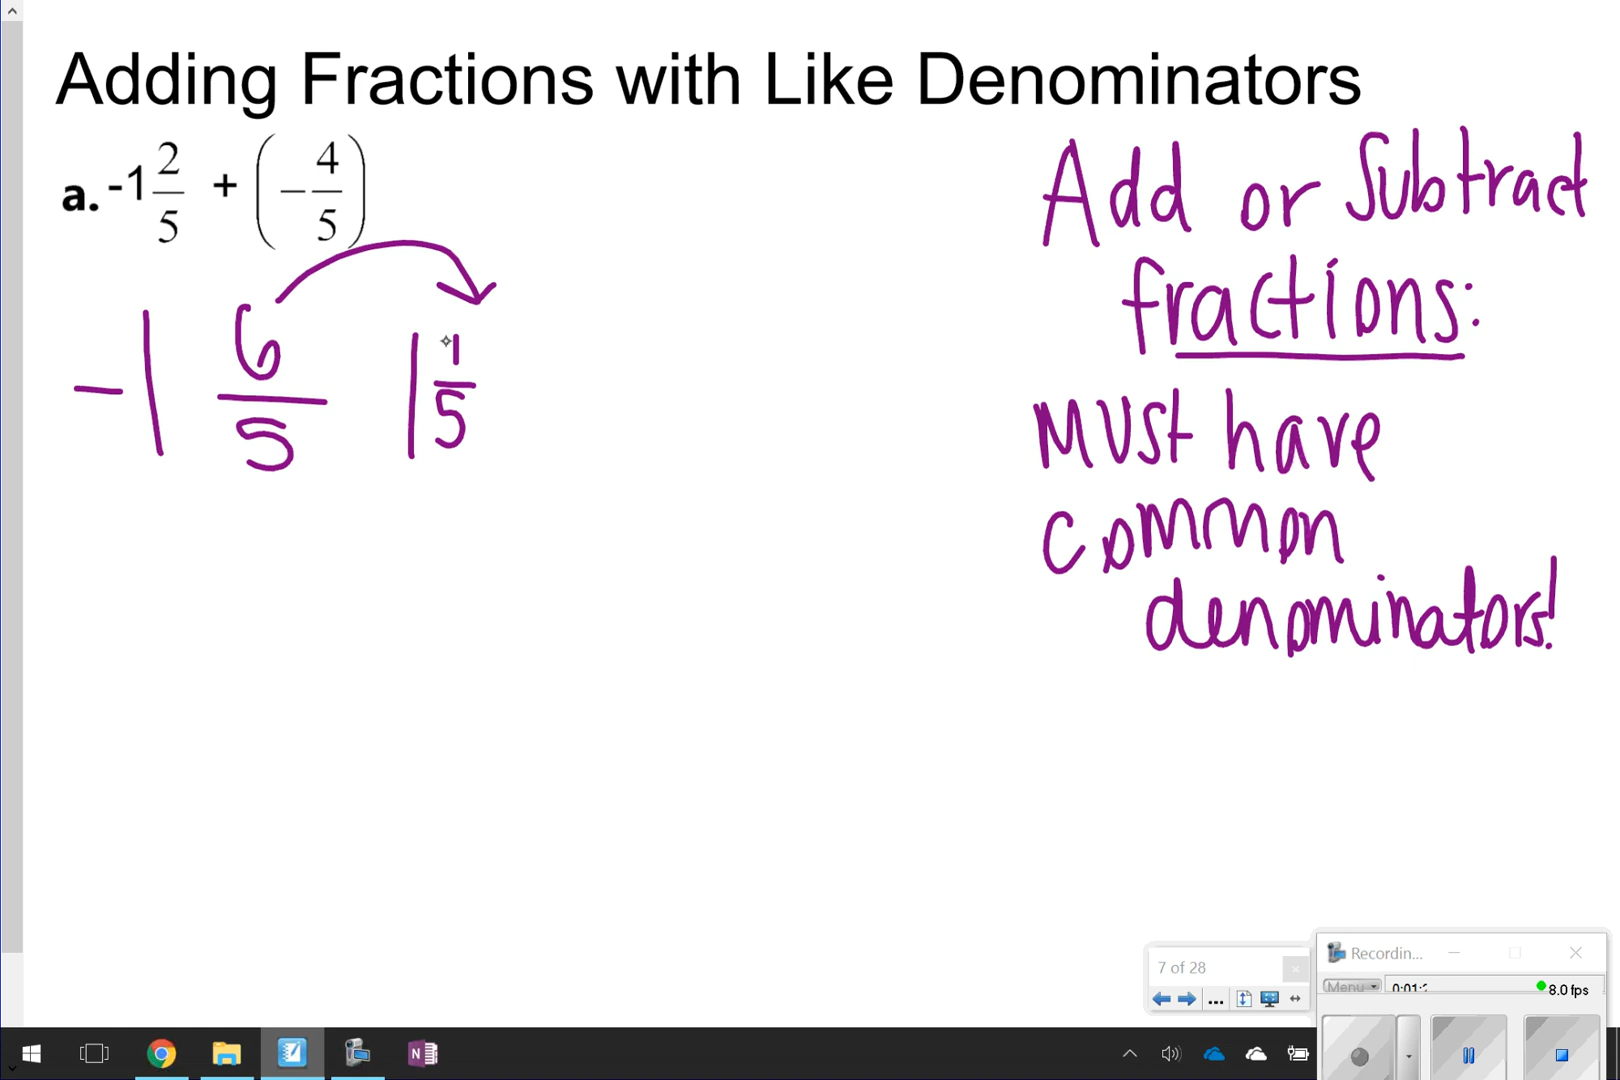 Adding Fractions with Like Denominators
a. -1 2/5 + (− 4/5)
−1 6/5 1 1/5
Add or Subtract
fractions:
Must have
common
denominators!
7 of 28
Recordin...
Menu
8.0 fps